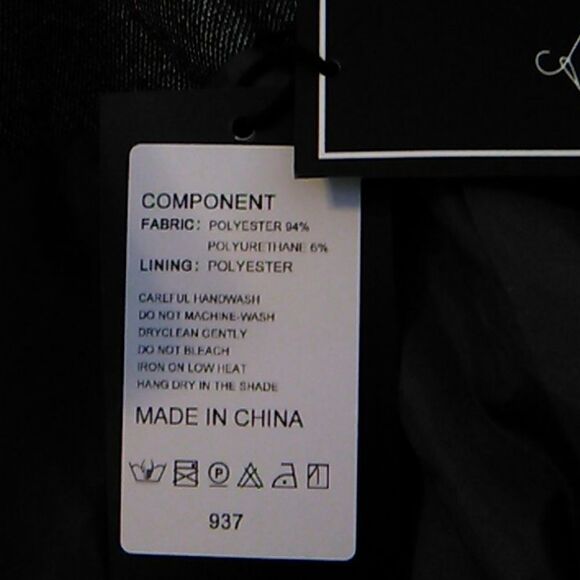 COMPONENT
FABRIC: POLYESTER 94%
POLYURETHANE 6%
LINING: POLYESTER
CAREFUL HANDWASH
DO NOT MACHINE-WASH
DRYCLEAN GENTLY
DO NOT BLEACH
IRON ON LOW HEAT
HANG DRY IN THE SHADE
MADE IN CHINA
P
937